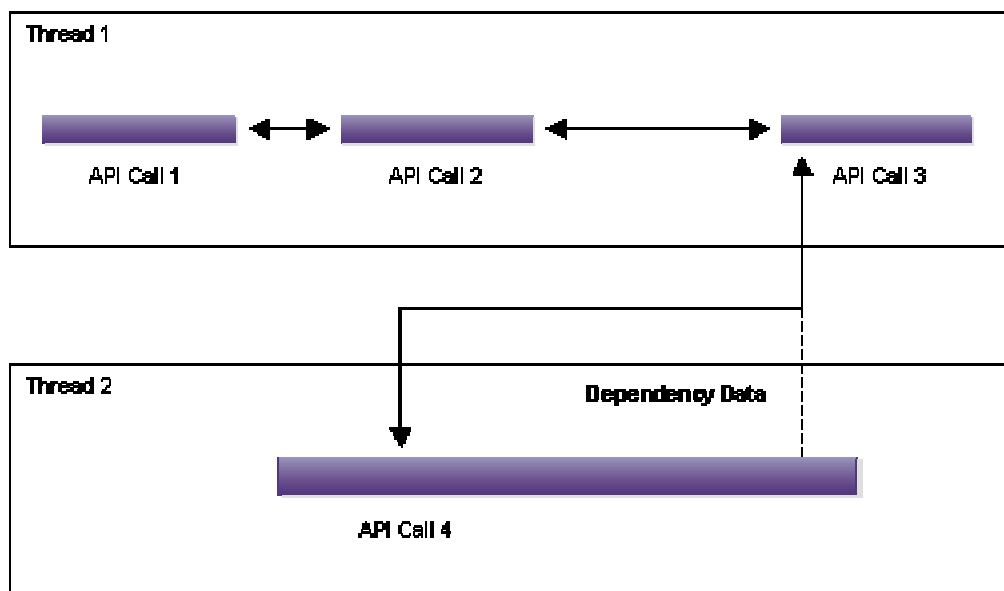 Thread 1
API Call 1
API Call 2
API Call 3
Thread 2
Dependency Data
API Call 4